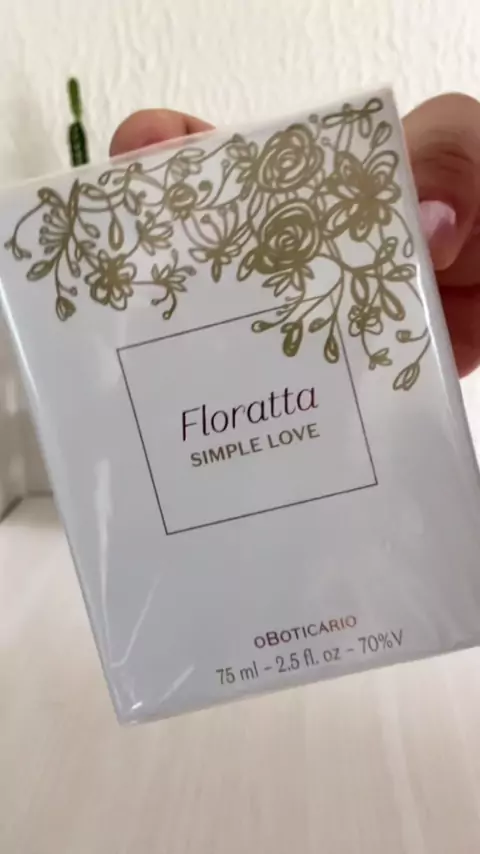 Floratta
SIMPLE LOVE
oBOTICARIO
75 ml - 2.5 fl. oz - 70%V